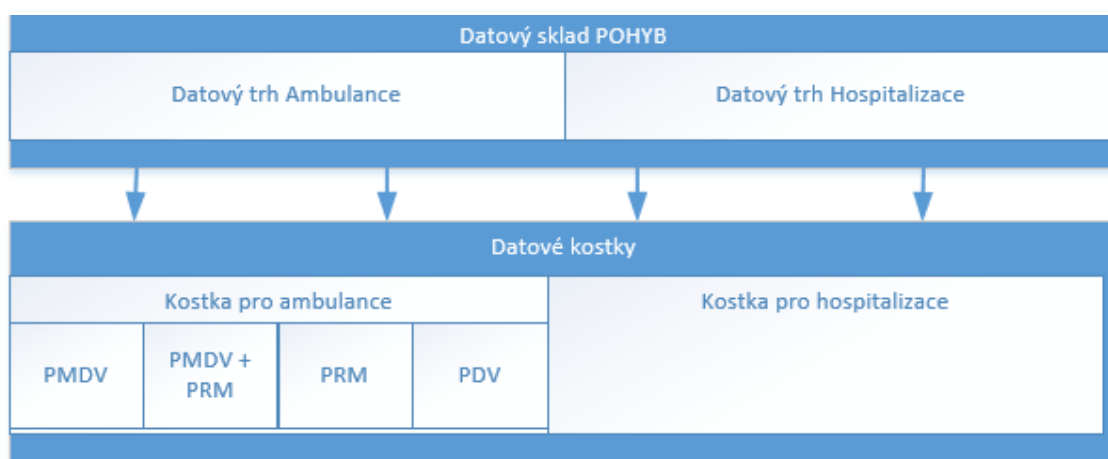 Datový sklad POHYB
Datový trh Ambulance
Datový trh Hospitalizace
Datové kostky
Kostka pro ambulance
Kostka pro hospitalizace
PMDV
PMDV +
PRM
PRM
PDV